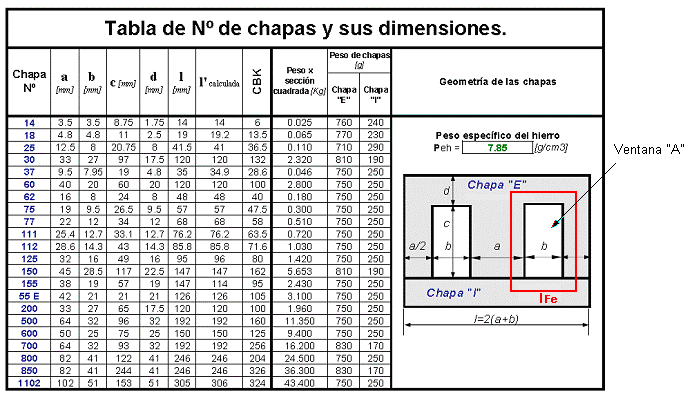 Tabla de Nº de chapas y sus dimensiones.
Chapa Nº a [mm] b [mm] c [mm] d [mm] l [mm] l' calculada CBK Peso x sección cuadrada [Kg] Peso de chapas [g] Chapa "E" Chapa "I" Geometría de las chapas
14 3.5 3.5 8.75 1.75 14 14 6 0.025 760 240
18 4.8 4.8 11 2.5 19 19.2 13.5 0.065 770 230
25 12.5 8 20.75 8 41.5 41 36.5 0.110 710 290
30 33 27 97 17.5 120 120 132 2.320 810 190
37 9.5 7.95 19 4.8 35 34.9 28.6 0.046 750 250
60 40 20 60 20 120 120 100 2.800 750 250
62 16 8 24 8 48 48 40 0.180 750 250
75 19 9.5 26.5 9.5 57 57 47.5 0.300 750 250
77 22 12 34 12 68 68 58 0.510 750 250
111 25.4 12.7 33.1 12.7 76.2 76.2 63.5 0.720 750 250
112 28.6 14.3 43 14.3 85.8 85.8 71.6 1.030 750 250
125 32 16 49 16 95 96 80 1.420 750 250
150 45 28.5 117 22.5 147 147 162 5.653 810 190
155 38 19 57 19 147 114 95 2.430 750 250
55 E 42 21 21 21 126 126 105 3.100 750 250
200 33 27 65 17.5 120 120 100 1.960 750 250
500 64 32 96 32 192 192 160 11.350 750 250
600 50 25 75 25 150 150 125 9.400 750 250
700 64 32 93 32 192 192 256 16.200 830 170
800 82 41 122 41 246 246 204 24.500 750 250
850 82 41 244 41 246 246 326 36.300 830 170
1102 102 51 153 51 305 306 324 43.400 750 250
Peso específico del hierro
Peh = 7.85 [g/cm3]
Ventana "A"
Chapa "E"
d
c
a/2 b a b
Chapa "I"
lFe
l=2(a+b)